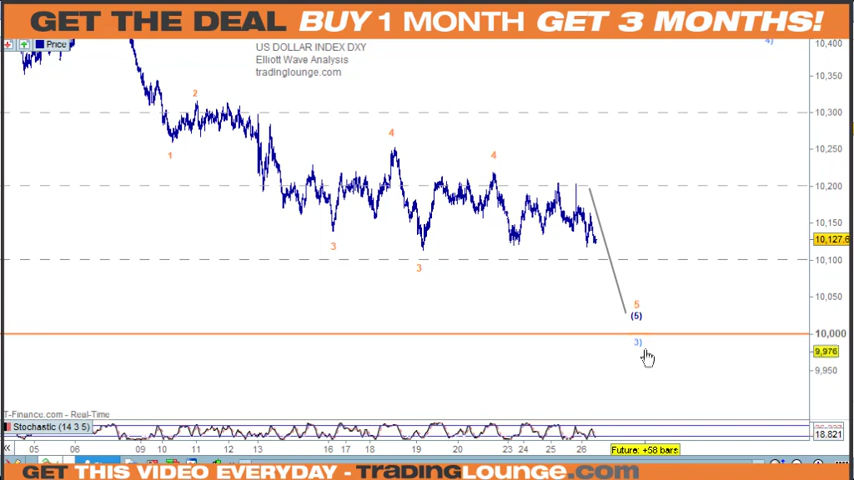 GET THE DEAL BUY 1 MONTH GET 3 MONTHS!
Price
US DOLLAR INDEX DXY
Elliott Wave Analysis
tradinglounge.com
4)
10,400
10,350
10,300
10,250
10,200
10,150
10,127.6
10,100
10,050
10,000
9,976
9,950
1
2
3
4
3
4
5
(5)
3)
T-Finance.com - Real-Time
Stochastic (14 3 5)
18.821
05 08 09 10 11 12 13 16 17 18 19 20 23 24 25 26
Future: +58 bars
GET THIS VIDEO EVERYDAY - TRADINGLOUNGE.COM